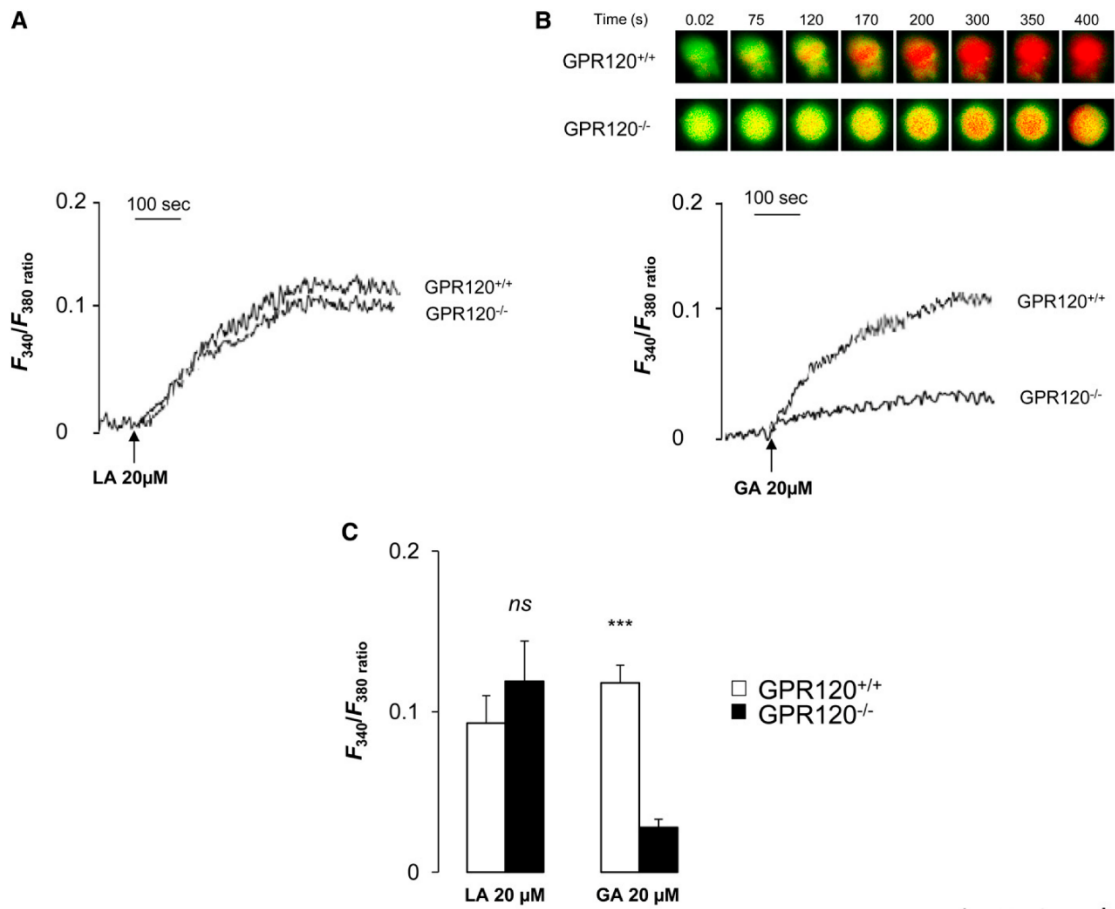 A
B
Time (s) 0.02 75 120 170 200 300 350 400
GPR120+/+
GPR120-/-
0.2
100 sec
F340/F380 ratio
0.1
GPR120+/+
GPR120-/-
0
LA 20µM
0.2
100 sec
F340/F380 ratio
0.1
GPR120+/+
GPR120-/-
0
GA 20µM
C
0.2
ns
***
F340/F380 ratio
0.1
GPR120+/+
GPR120-/-
0
LA 20 µM GA 20 µM